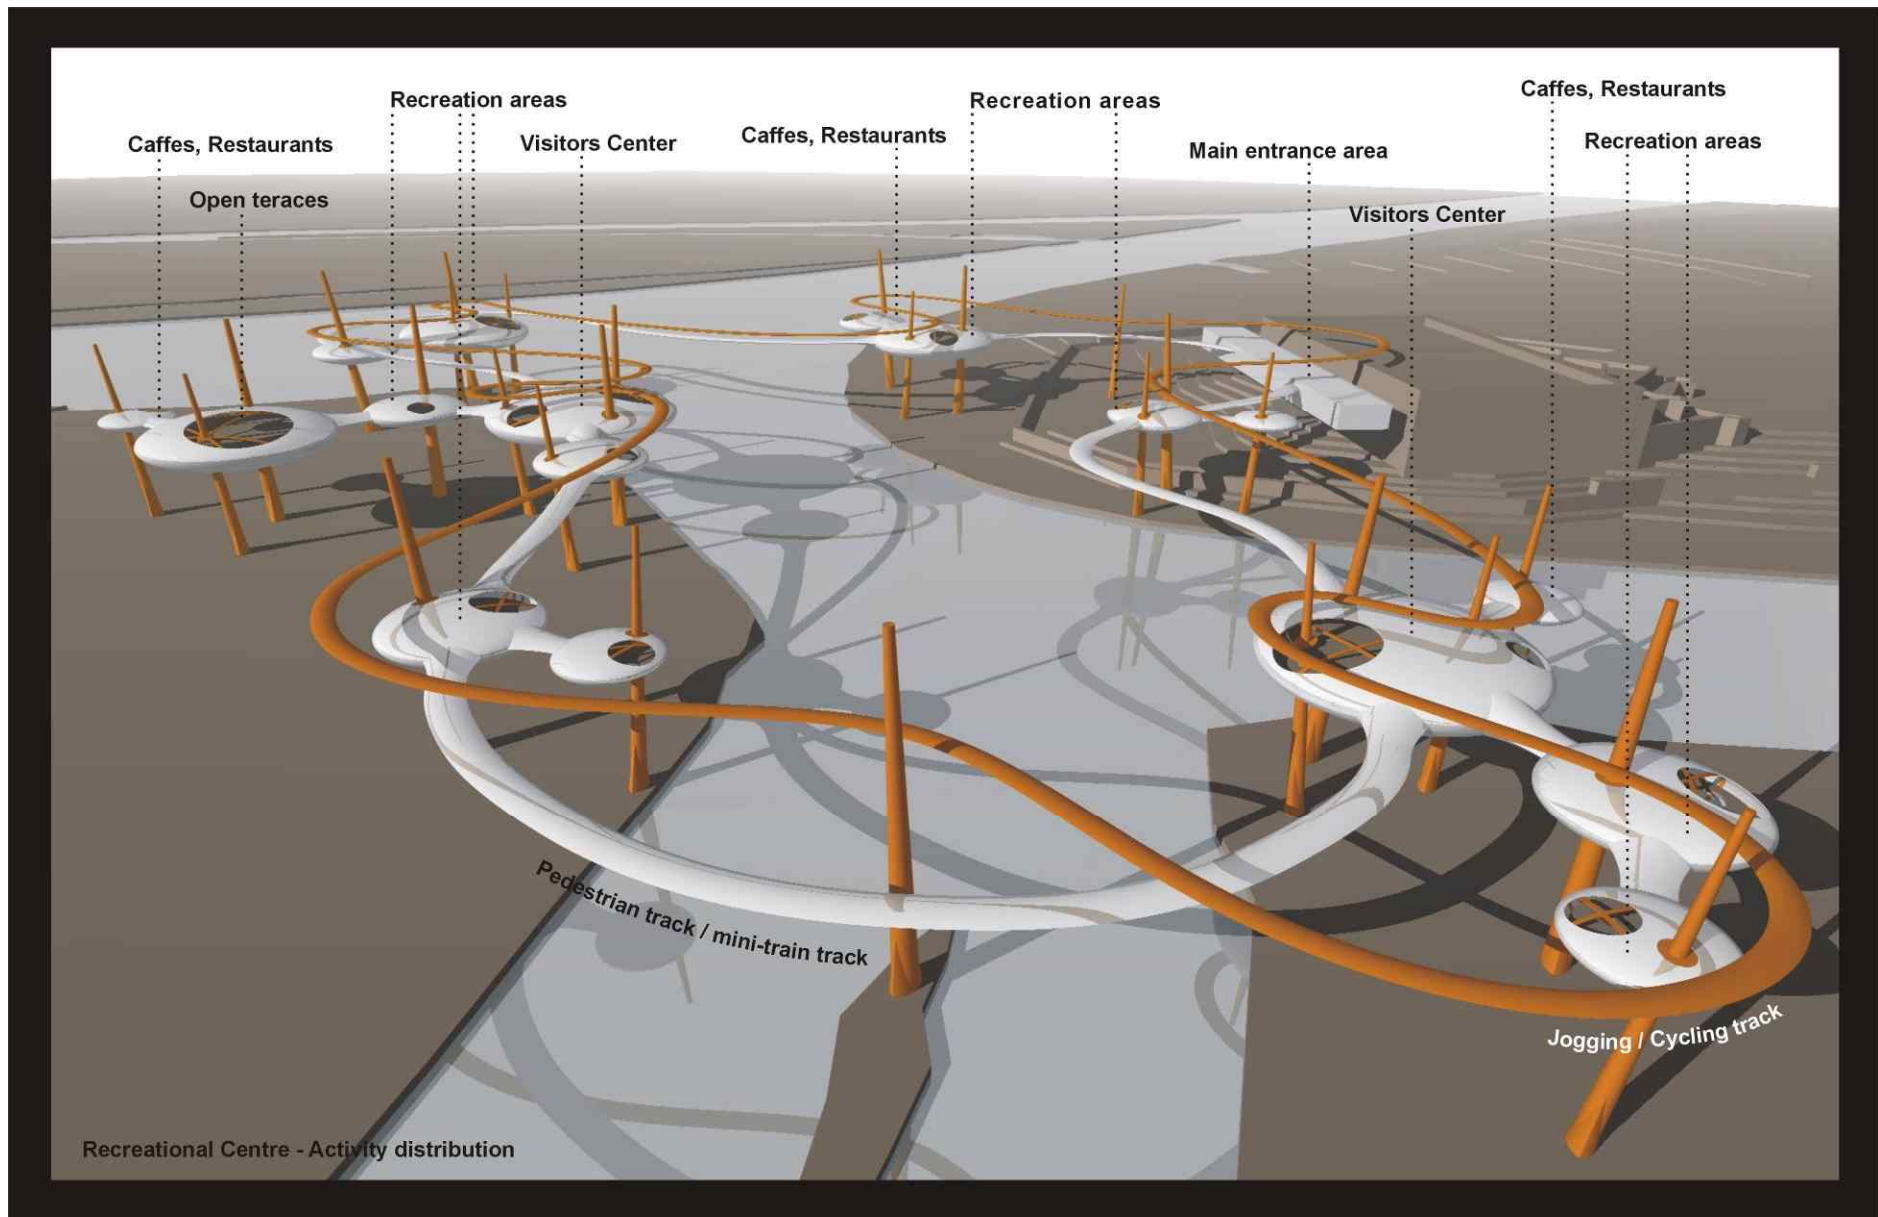 Caffes, Restaurants
Recreation areas
Recreation areas
Caffes, Restaurants
Visitors Center
Caffes, Restaurants
Recreation areas
Main entrance area
Open teraces
Visitors Center
Pedestrian track / mini-train track
Jogging / Cycling track
Recreational Centre - Activity distribution